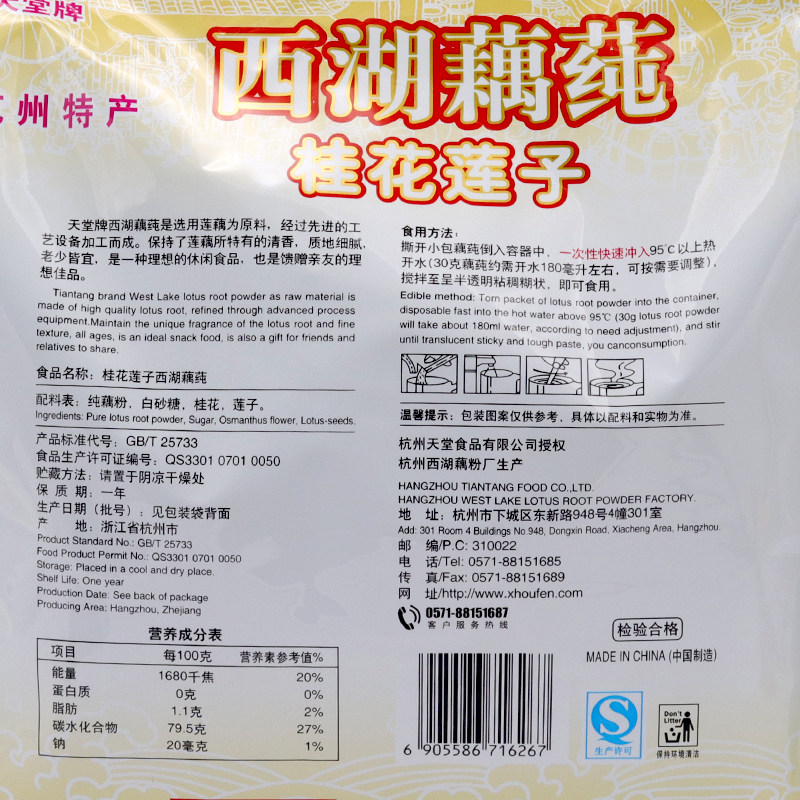 天堂牌
西湖藕莼
州特产
桂花莲子
天堂牌西湖藕莼是选用莲藕为原料，经过先进的工
艺设备加工而成。保持了莲藕所特有的清香，质地细腻，
老少皆宜，是一种理想的休闲食品，也是馈赠亲友的理
想佳品。
Tiantang brand West Lake lotus root powder as raw material is
made of high quality lotus root, refined through advanced process
equipment.Maintain the unique fragrance of the lotus root and fine
texture, all ages, is an ideal snack food, is also a gift for friends and
relatives to share.
食品名称：桂花莲子西湖藕莼
配料表：纯藕粉，白砂糖，桂花，莲子。
Ingredients: Pure lotus root powder, Sugar, Osmanthus flower, Lotus-seeds.
产品标准代号：GB/T 25733
食品生产许可证编号：QS3301 0701 0050
贮藏方法：请置于阴凉干燥处
保 质 期：一年
生产日期（批号）：见包装袋背面
产 地：浙江省杭州市
Product Standard No.: GB/T 25733
Food Product Permit No.: QS3301 0701 0050
Storage: Placed in a cool and dry place.
Shelf Life: One year
Production Date: See back of package
Producing Area: Hangzhou, Zhejiang
营养成分表
项目 每100克 营养素参考值%
能量 1680千焦 20%
蛋白质 0克 0%
脂肪 1.1克 2%
碳水化合物 79.5克 27%
钠 20毫克 1%
食用方法：
撕开小包藕莼倒入容器中，一次性快速冲入95℃以上热
开水（30克藕莼约需开水180毫升左右，可按需要调整），
搅拌至呈半透明粘稠糊状，即可食用。
Edible method: Torn packet of lotus root powder into the container,
disposable fast into the hot water above 95℃ (30g lotus root powder
will take about 180ml water, according to need adjustment), and stir
until translucent sticky and tough paste, you canconsumption.
温馨提示：包装图案仅供参考，具体以配料和实物为准。
杭州天堂食品有限公司授权
杭州西湖藕粉厂生产
HANGZHOU TIANTANG FOOD CO.,LTD.
HANGZHOU WEST LAKE LOTUS ROOT POWDER FACTORY.
地 址：杭州市下城区东新路948号4幢301室
Add: 301 Room 4 Buildings No.948, Dongxin Road, Xiacheng Area, Hangzhou.
邮 编/P.C: 310022
电 话/Tel: 0571-88151685
传 真/Fax: 0571-88151689
网 址/http://www.xhoufen.com
0571-88151687
客户服务热线
检验合格
MADE IN CHINA (中国制造)
6 905586 716267
生产许可
Don't
Litter
保持环境清洁